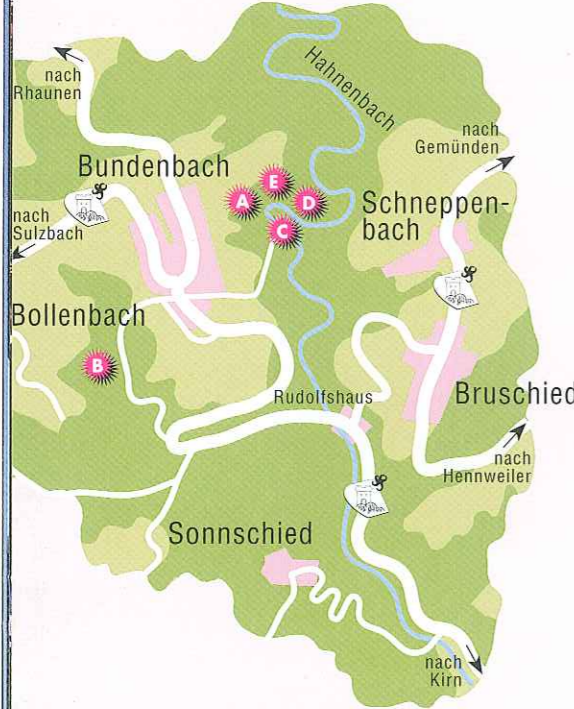 Hahnenbach
nach
Rhaunen
nach
Gemünden
Bundenbach
E
A
D
C
Schneppen-
bach
nach
Sulzbach
Bollenbach
B
Rudolfshaus
Bruschied
nach
Hennweiler
Sonnschied
nach
Kirn